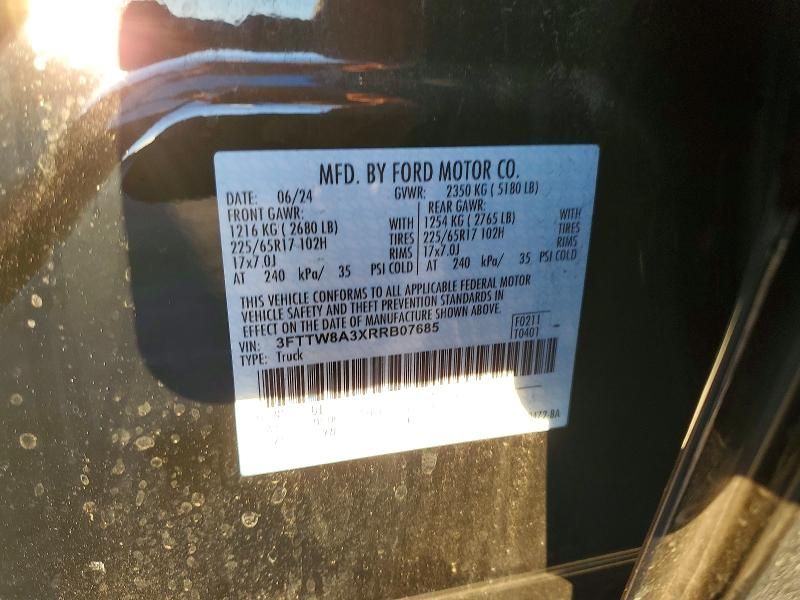 MFD. BY FORD MOTOR CO.
DATE: 06/24 GVWR: 2350 KG ( 5180 LB)
FRONT GAWR: REAR GAWR:
1216 KG ( 2680 LB) WITH 1254 KG ( 2765 LB) WITH
225/65R17 102H TIRES 225/65R17 102H TIRES
17x7.0J RIMS 17x7.0J RIMS
AT 240 kPa/ 35 PSI COLD AT 240 kPa/ 35 PSI COLD
THIS VEHICLE CONFORMS TO ALL APPLICABLE FEDERAL MOTOR
VEHICLE SAFETY AND THEFT PREVENTION STANDARDS IN
EFFECT ON THE DATE OF MANUFACTURE SHOWN ABOVE.
VIN: 3FTTW8A3XRRB07685 F0211
TYPE: Truck T0401